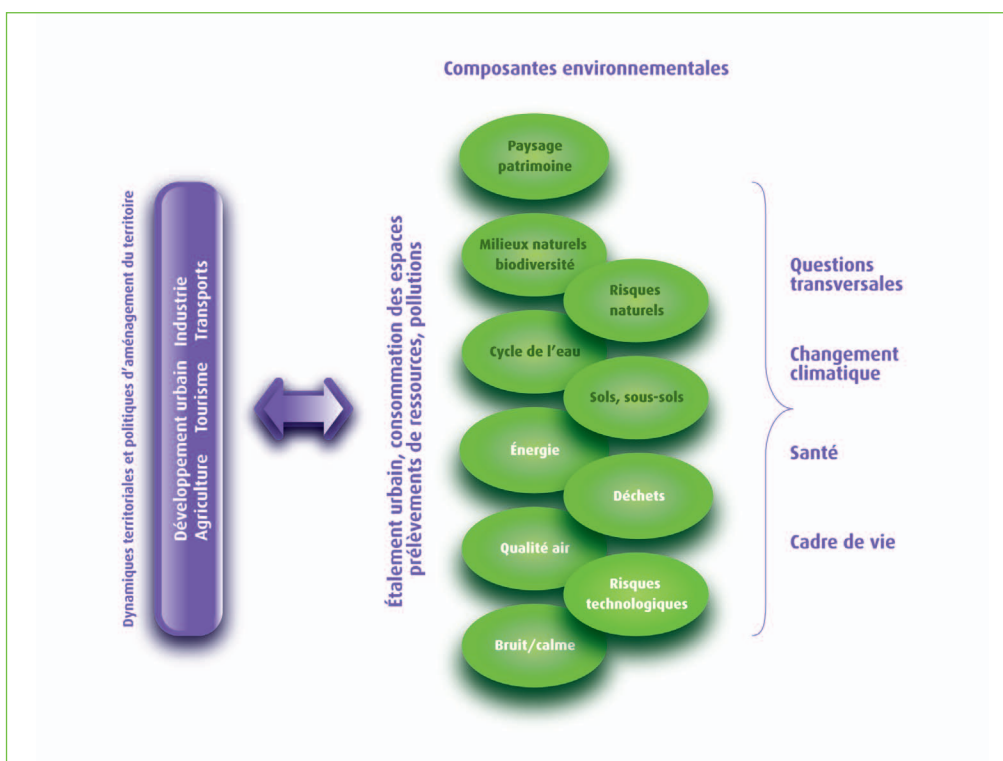 Composantes environnementales
Dynamiques territoriales et politiques d'aménagement du territoire
Développement urbain Industrie
Agriculture Tourisme Transports
Étalement urbain, consommation des espaces
prélèvements de ressources, pollutions
Paysage
patrimoine
Milieux naturels
biodiversité
Risques
naturels
Cycle de l'eau
Sols, sous-sols
Énergie
Déchets
Qualité air
Risques
technologiques
Bruit/calme
Questions
transversales
Changement
climatique
Santé
Cadre de vie